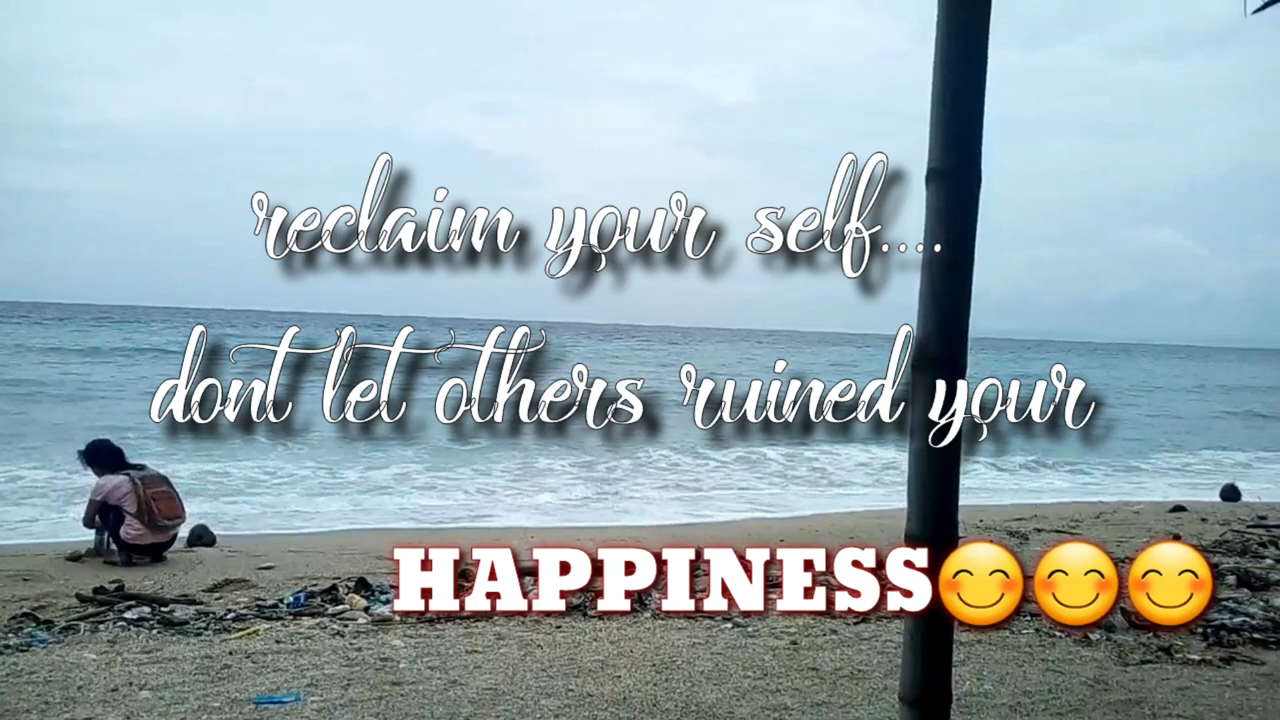 reclaim your self....
dont let others ruined your
HAPPINESS😊😊😊